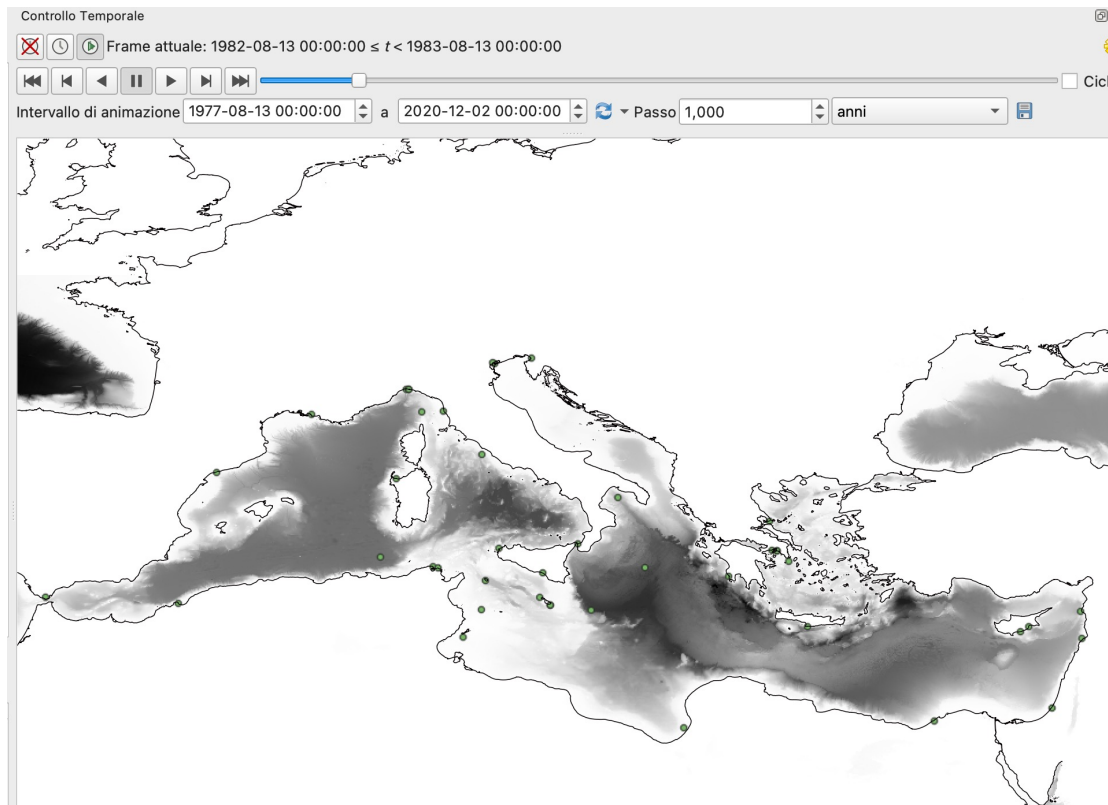 Controllo Temporale
Frame attuale: 1982-08-13 00:00:00 ≤ t < 1983-08-13 00:00:00
Cicl
Intervallo di animazione 1977-08-13 00:00:00 a 2020-12-02 00:00:00 Passo 1,000 anni